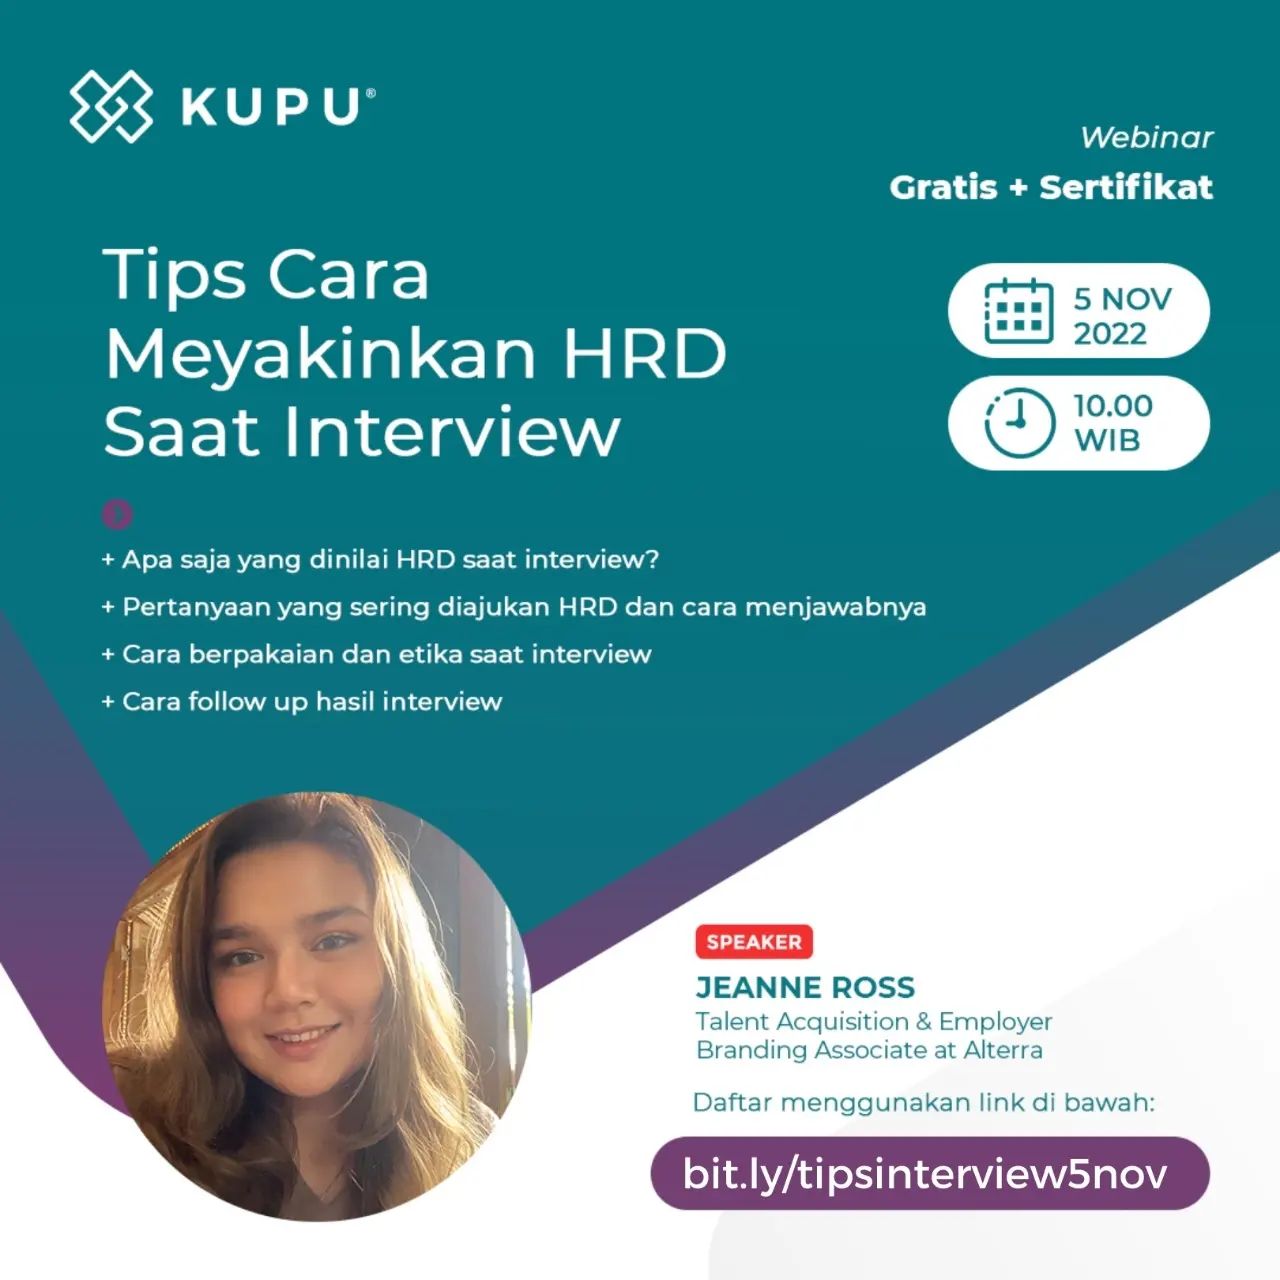 KUPU®
Webinar
Gratis + Sertifikat
Tips Cara
Meyakinkan HRD
Saat Interview
5 NOV
2022
10.00
WIB
+ Apa saja yang dinilai HRD saat interview?
+ Pertanyaan yang sering diajukan HRD dan cara menjawabnya
+ Cara berpakaian dan etika saat interview
+ Cara follow up hasil interview
SPEAKER
JEANNE ROSS
Talent Acquisition & Employer
Branding Associate at Alterra
Daftar menggunakan link di bawah:
bit.ly/tipsinterview5nov